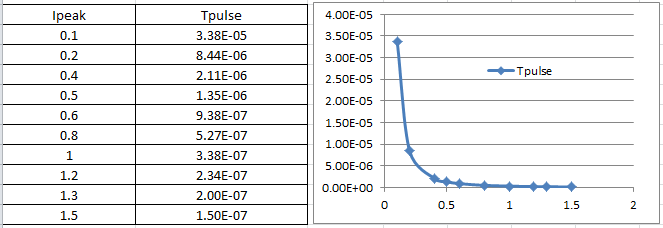 Ipeak Tpulse
0.1 3.38E-05
0.2 8.44E-06
0.4 2.11E-06
0.5 1.35E-06
0.6 9.38E-07
0.8 5.27E-07
1 3.38E-07
1.2 2.34E-07
1.3 2.00E-07
1.5 1.50E-07
4.00E-05
3.50E-05
3.00E-05
2.50E-05
2.00E-05
1.50E-05
1.00E-05
5.00E-06
0.00E+00
Tpulse
0 0.5 1 1.5 2